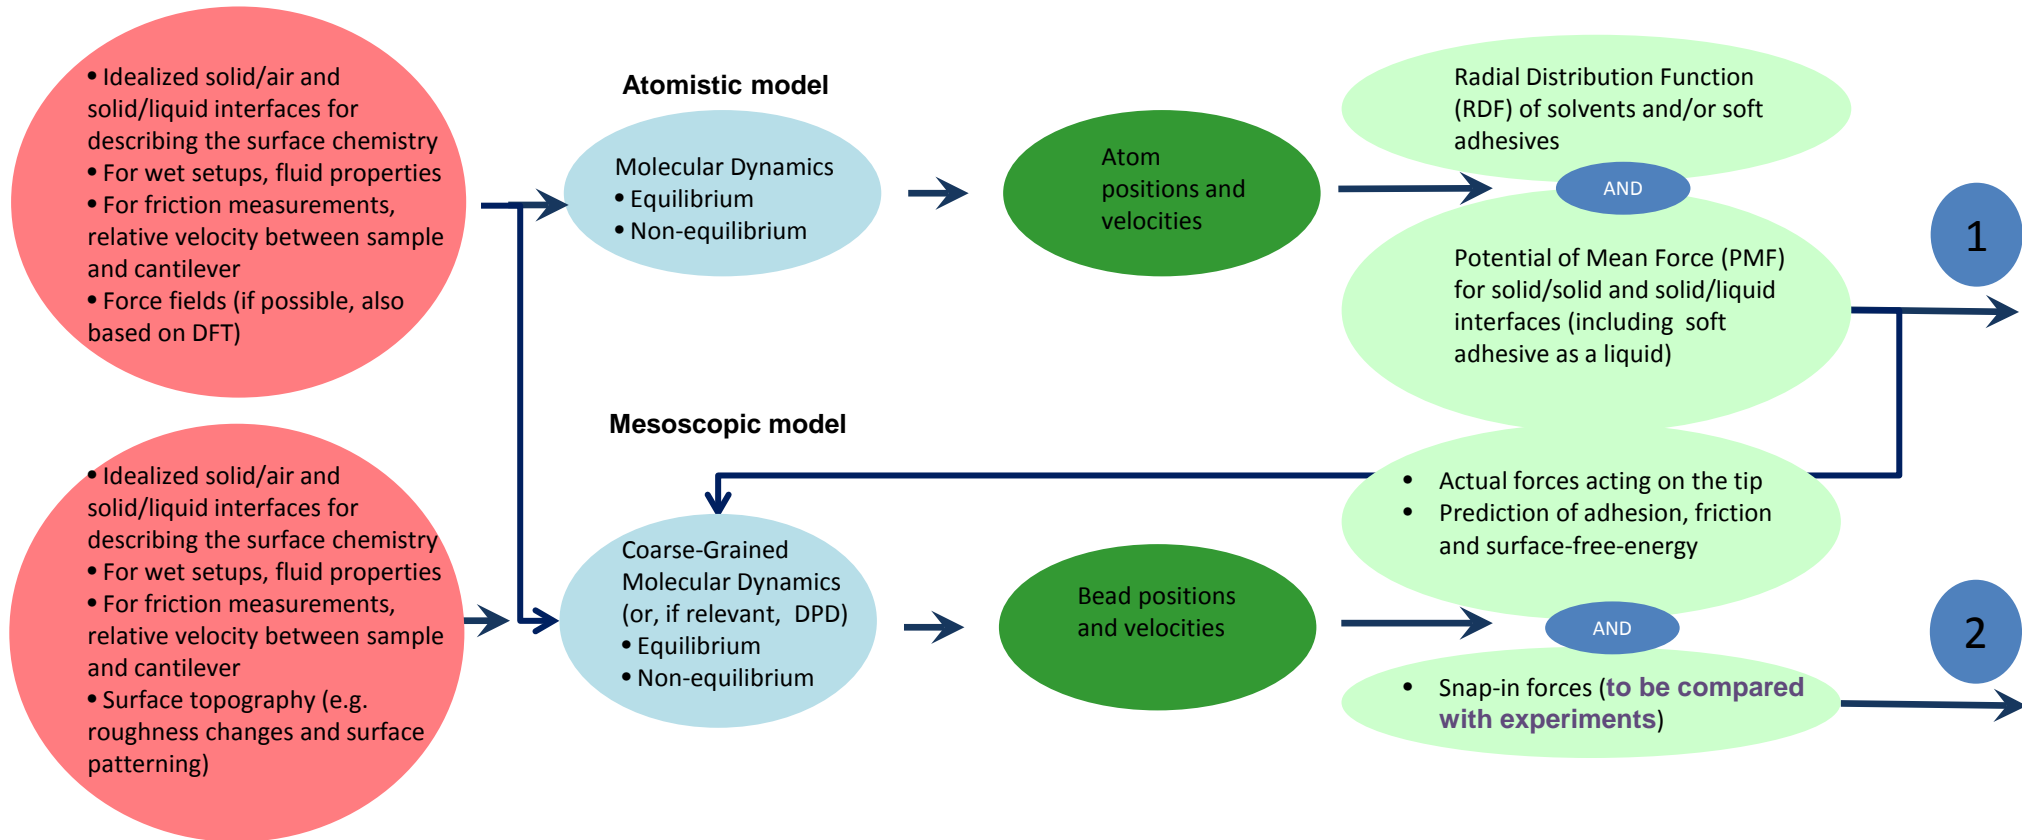 • Idealized solid/air and
solid/liquid interfaces for
describing the surface chemistry
• For wet setups, fluid properties
• For friction measurements,
relative velocity between sample
and cantilever
• Force fields (if possible, also
based on DFT)
Atomistic model
Molecular Dynamics
• Equilibrium
• Non-equilibrium
Atom
positions and
velocities
Radial Distribution Function
(RDF) of solvents and/or soft
adhesives
AND
Potential of Mean Force (PMF)
for solid/solid and solid/liquid
interfaces (including soft
adhesive as a liquid)
1
• Idealized solid/air and
solid/liquid interfaces for
describing the surface chemistry
• For wet setups, fluid properties
• For friction measurements,
relative velocity between sample
and cantilever
• Surface topography (e.g.
roughness changes and surface
patterning)
Mesoscopic model
Coarse-Grained
Molecular Dynamics
(or, if relevant, DPD)
• Equilibrium
• Non-equilibrium
Bead positions
and velocities
• Actual forces acting on the tip
• Prediction of adhesion, friction
and surface-free-energy
AND
• Snap-in forces (to be compared
with experiments)
2